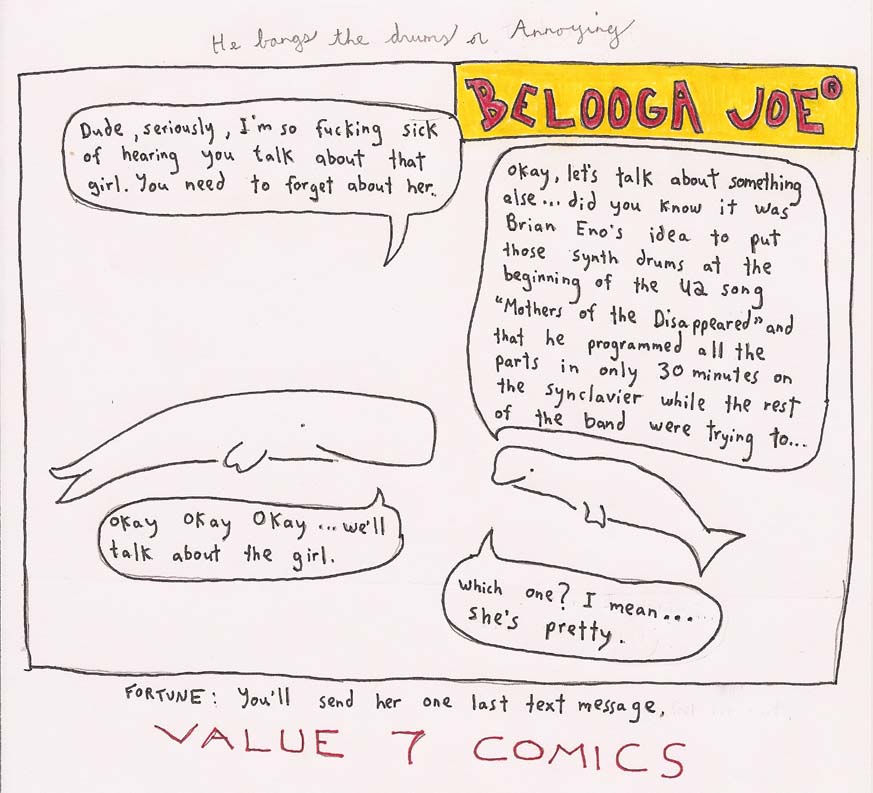 He bangs the drums or Annoying
BELOOGA JOE®
Dude, seriously, I'm so fucking sick
of hearing you talk about that
girl. You need to forget about her..
okay, let's talk about something
else... did you know it was
Brian Eno's idea to put
those synth drums at the
beginning of the U2 song
"Mothers of the Disappeared" and
that he programmed all the
parts in only 30 minutes on
the synclavier while the rest
of the band were trying to...
okay okay okay ... we'll
talk about the girl.
which one? I mean....
she's pretty.
FORTUNE: You'll send her one last text message.
VALUE 7 COMICS